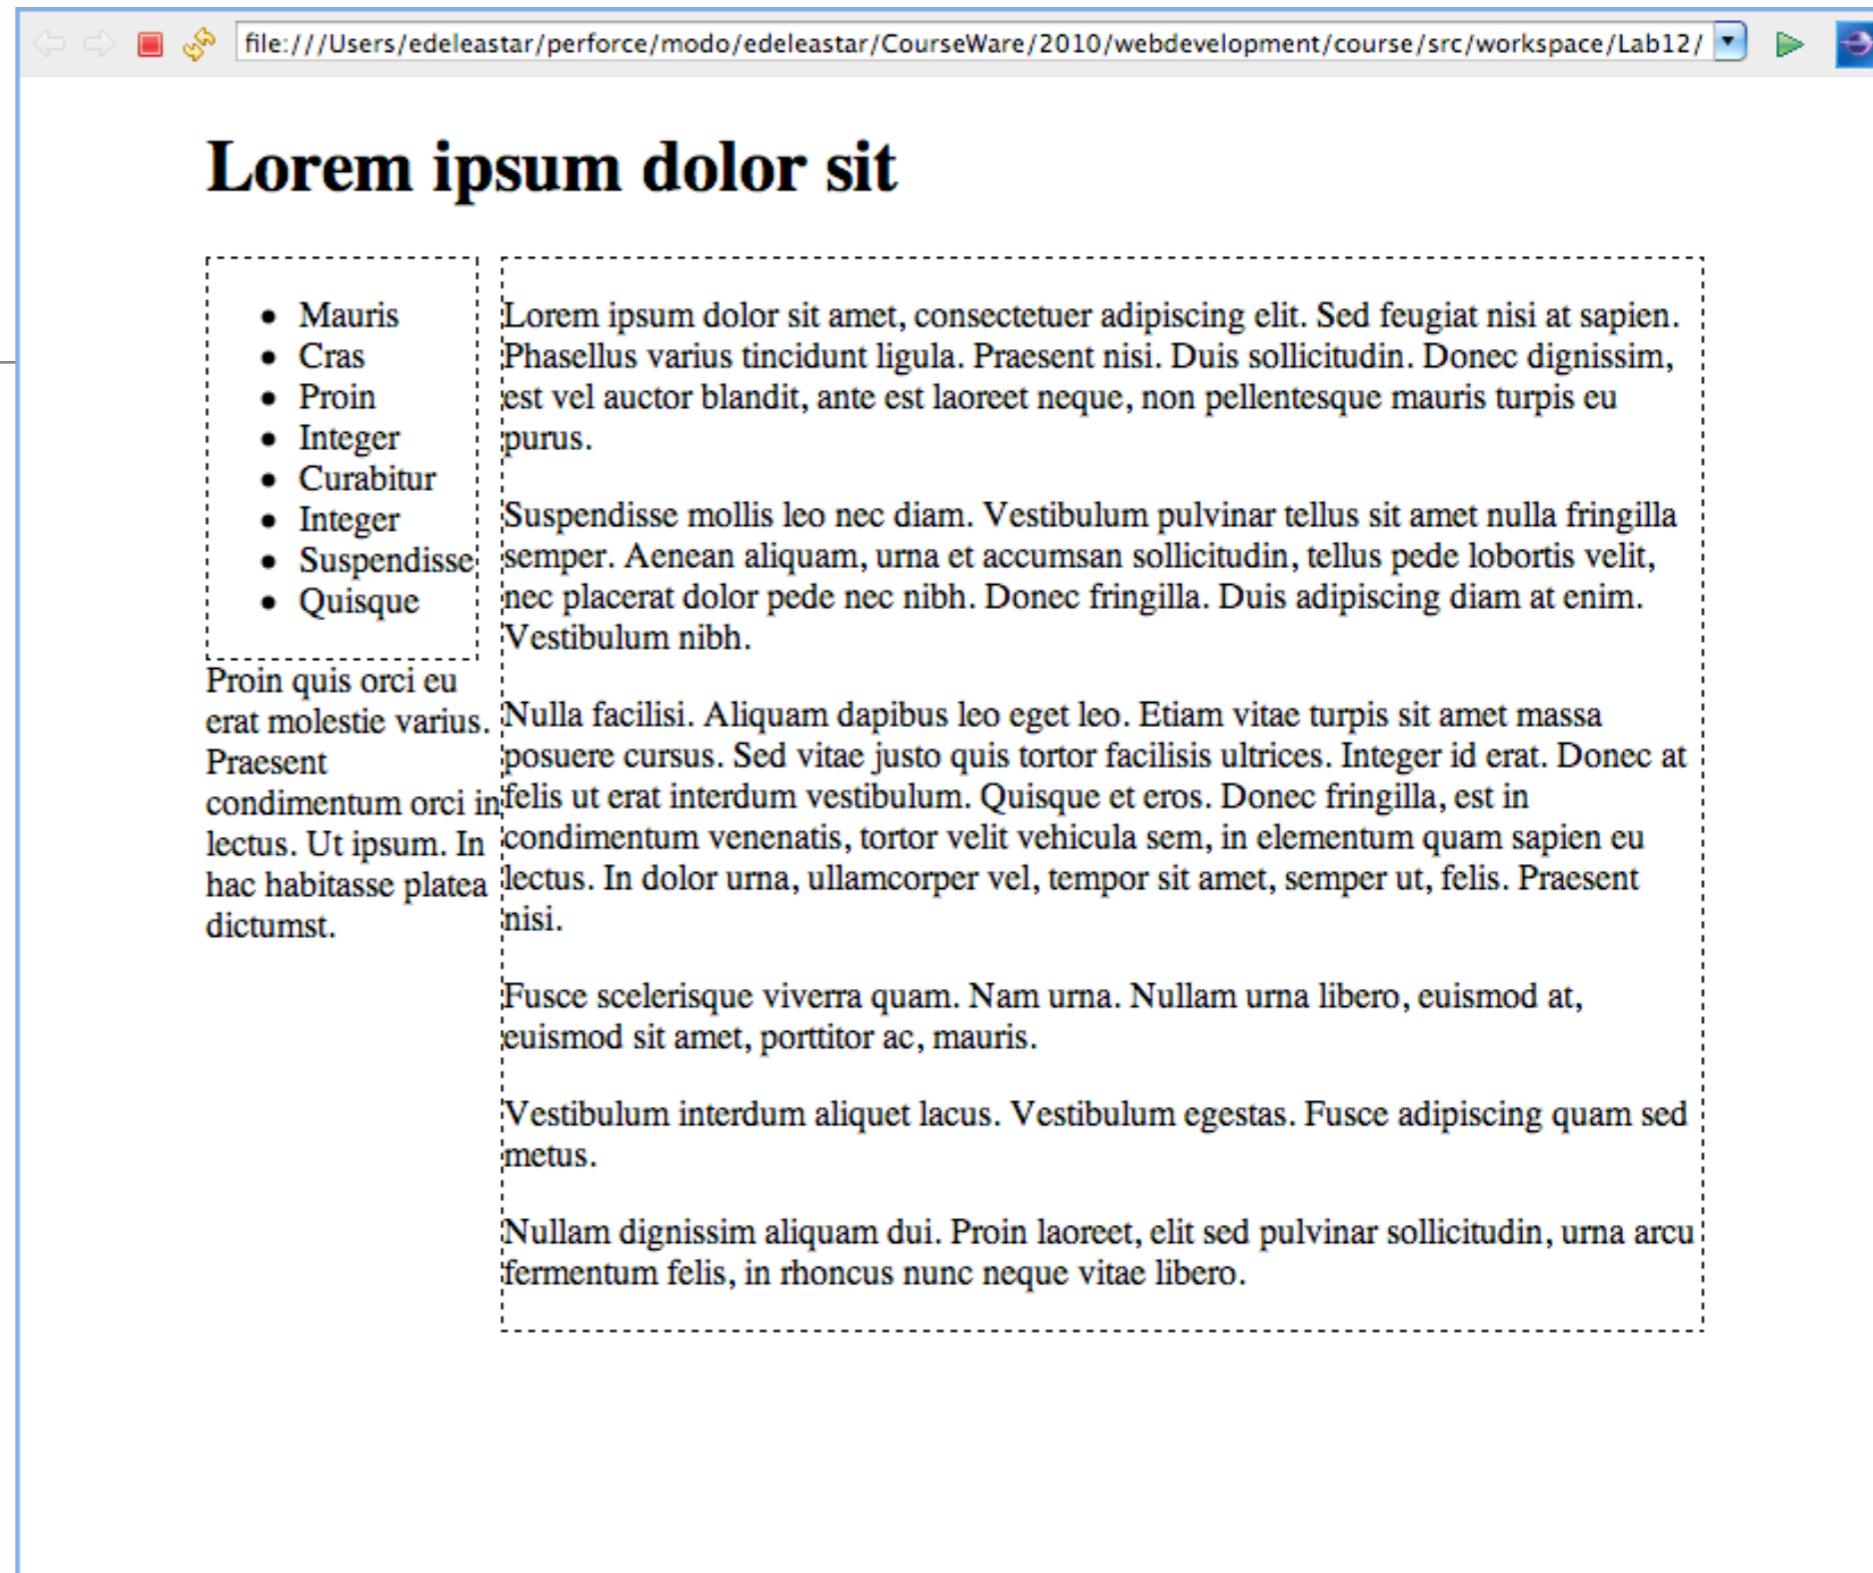 file:///Users/edeleastar/perforce/modo/edeleastar/CourseWare/2010/webdevelopment/course/src/workspace/Lab12/
Lorem ipsum dolor sit
• Mauris
• Cras
• Proin
• Integer
• Curabitur
• Integer
• Suspendisse
• Quisque
Proin quis orci eu
erat molestie varius.
Praesent
condimentum orci in
lectus. Ut ipsum. In
hac habitasse platea
dictumst.
Lorem ipsum dolor sit amet, consectetuer adipiscing elit. Sed feugiat nisi at sapien.
Phasellus varius tincidunt ligula. Praesent nisi. Duis sollicitudin. Donec dignissim,
est vel auctor blandit, ante est laoreet neque, non pellentesque mauris turpis eu
purus.
Suspendisse mollis leo nec diam. Vestibulum pulvinar tellus sit amet nulla fringilla
semper. Aenean aliquam, urna et accumsan sollicitudin, tellus pede lobortis velit,
nec placerat dolor pede nec nibh. Donec fringilla. Duis adipiscing diam at enim.
Vestibulum nibh.
Nulla facilisi. Aliquam dapibus leo eget leo. Etiam vitae turpis sit amet massa
posuere cursus. Sed vitae justo quis tortor facilisis ultrices. Integer id erat. Donec at
felis ut erat interdum vestibulum. Quisque et eros. Donec fringilla, est in
condimentum venenatis, tortor velit vehicula sem, in elementum quam sapien eu
lectus. In dolor urna, ullamcorper vel, tempor sit amet, semper ut, felis. Praesent
nisi.
Fusce scelerisque viverra quam. Nam urna. Nullam urna libero, euismod at,
euismod sit amet, porttitor ac, mauris.
Vestibulum interdum aliquet lacus. Vestibulum egestas. Fusce adipiscing quam sed
metus.
Nullam dignissim aliquam dui. Proin laoreet, elit sed pulvinar sollicitudin, urna arcu
fermentum felis, in rhoncus nunc neque vitae libero.